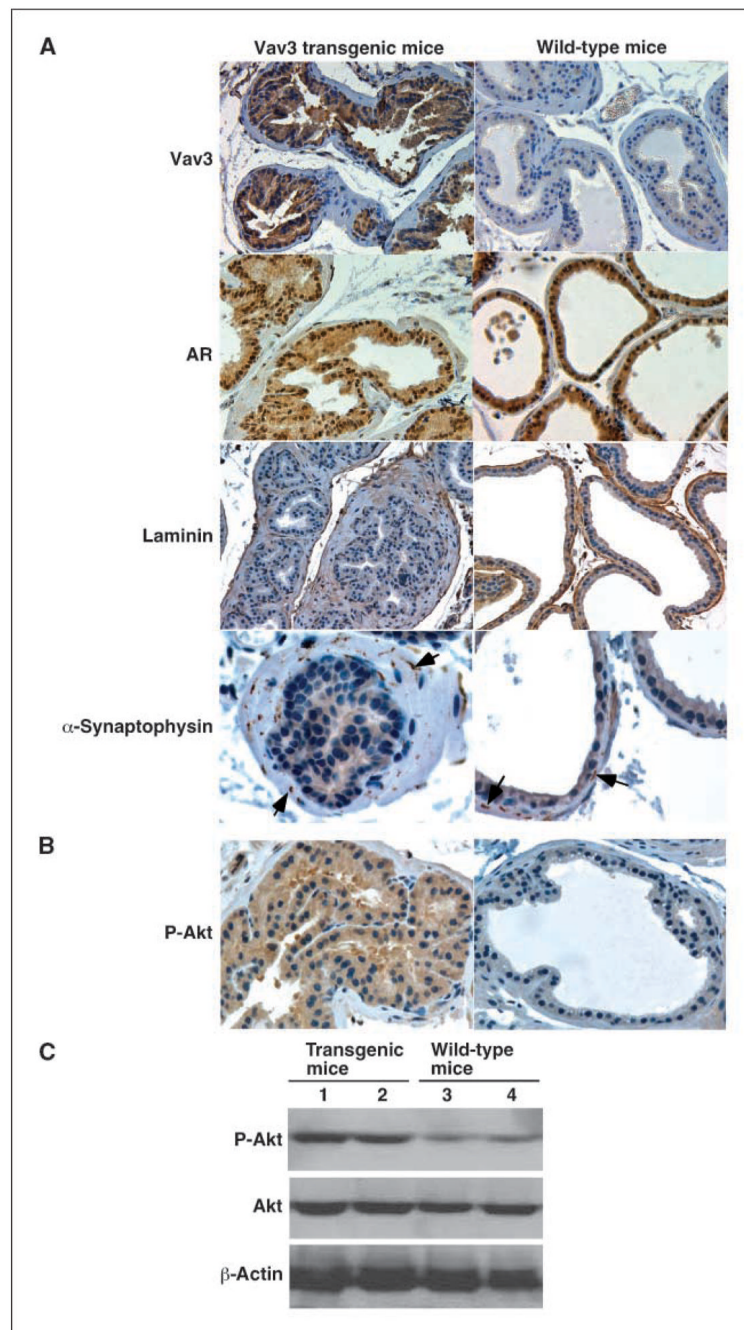 A
Vav3 transgenic mice
Wild-type mice
Vav3
AR
Laminin
α-Synaptophysin
B
P-Akt
C
Transgenic
mice
Wild-type
mice
1 2 3 4
P-Akt
Akt
β-Actin